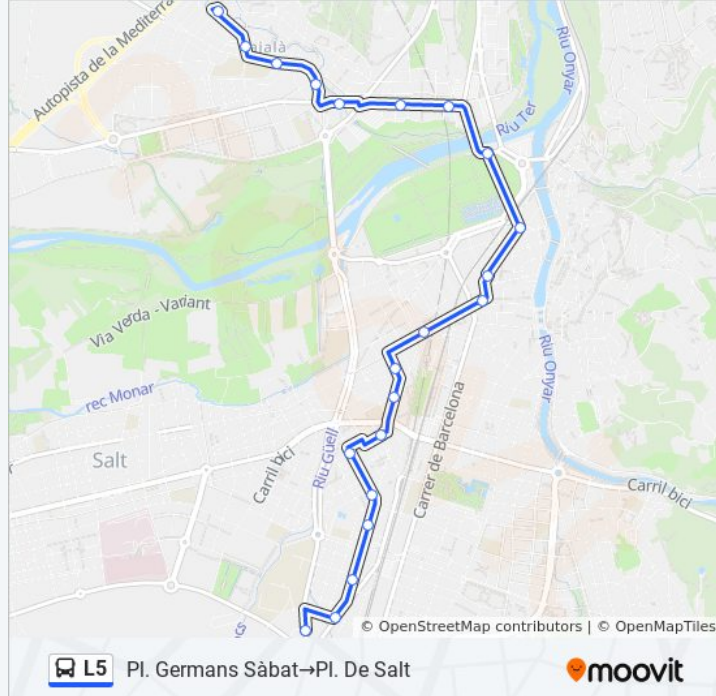 Autopista de la Mediterra
Riu Onyar
Riu Ter
Via Verda - Variant
rec Monar
Riu Onyar
Salt
Carril bici
Riu Güell
Carrer de Barcelona
Carril bici
© OpenStreetMap contributors | © OpenMapTiles
L5 Pl. Germans Sàbat→Pl. De Salt
moovit